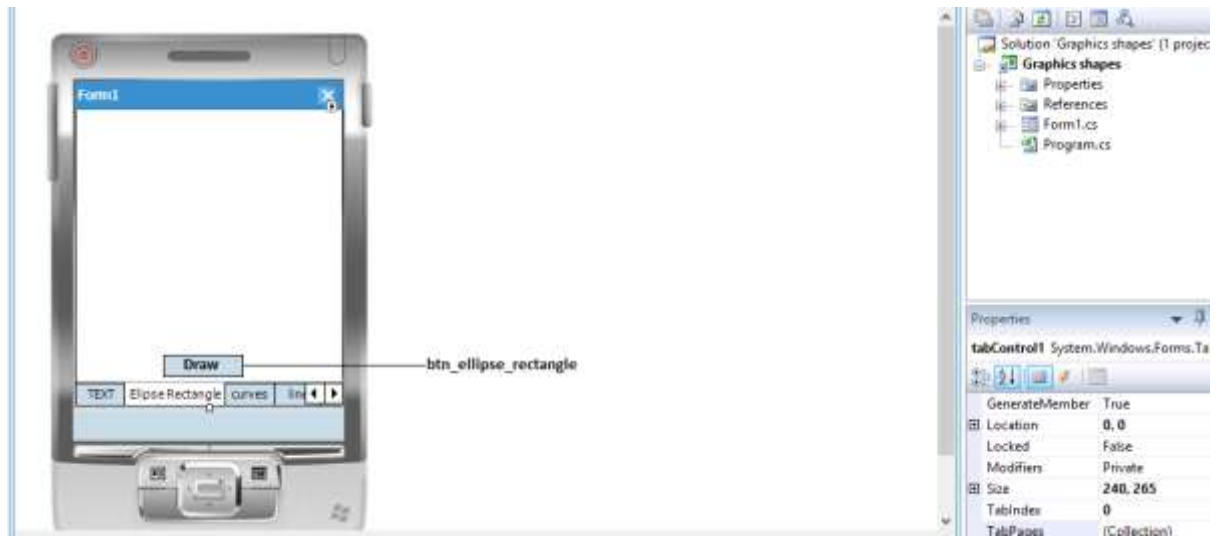 Form1
Draw
btn_ellipse_rectangle
TEXT Elipse Rectangle curves
Solution 'Graphics shapes' (1 projec
Graphics shapes
Properties
References
Form1.cs
Program.cs
Properties
tabControl1 System.Windows.Forms.Ta
GenerateMember True
Location 0, 0
Locked False
Modifiers Private
Size 240, 265
TabIndex 0
TabPages (Collection)